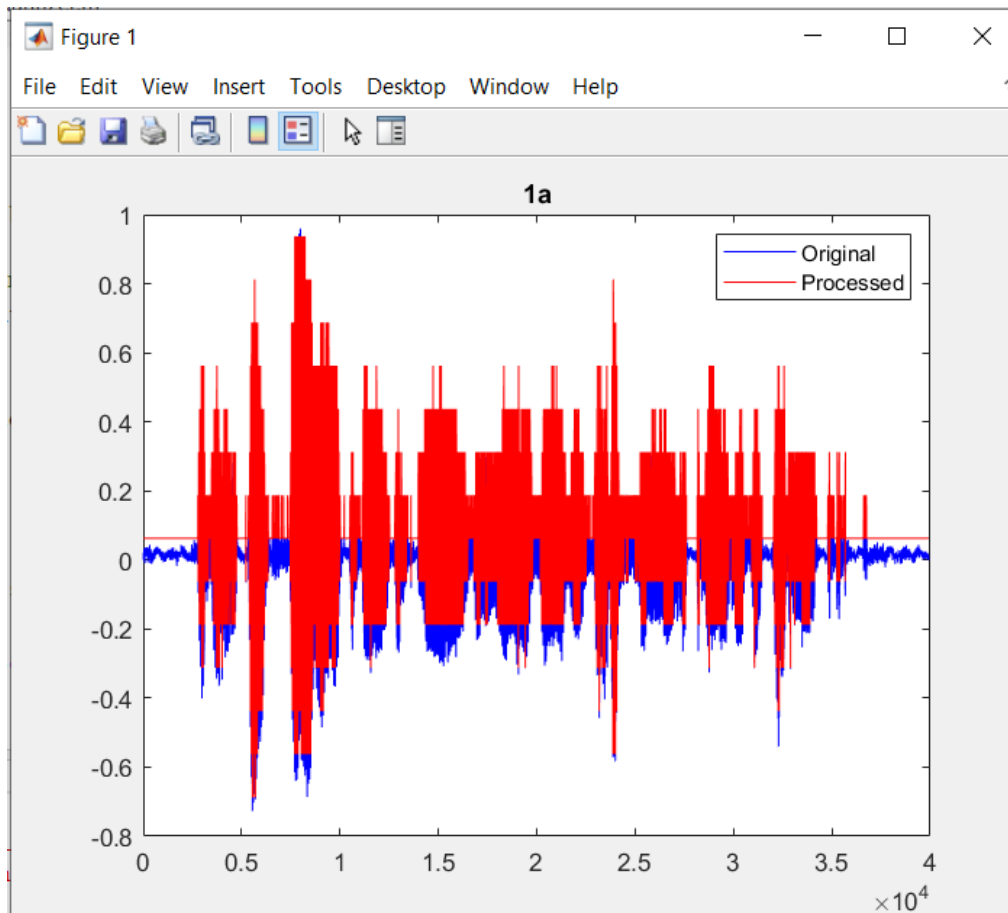 Figure 1
File Edit View Insert Tools Desktop Window Help
1a
1
0.8
0.6
0.4
0.2
0
-0.2
-0.4
-0.6
-0.8
Original
Processed
0 0.5 1 1.5 2 2.5 3 3.5 4
×10⁴